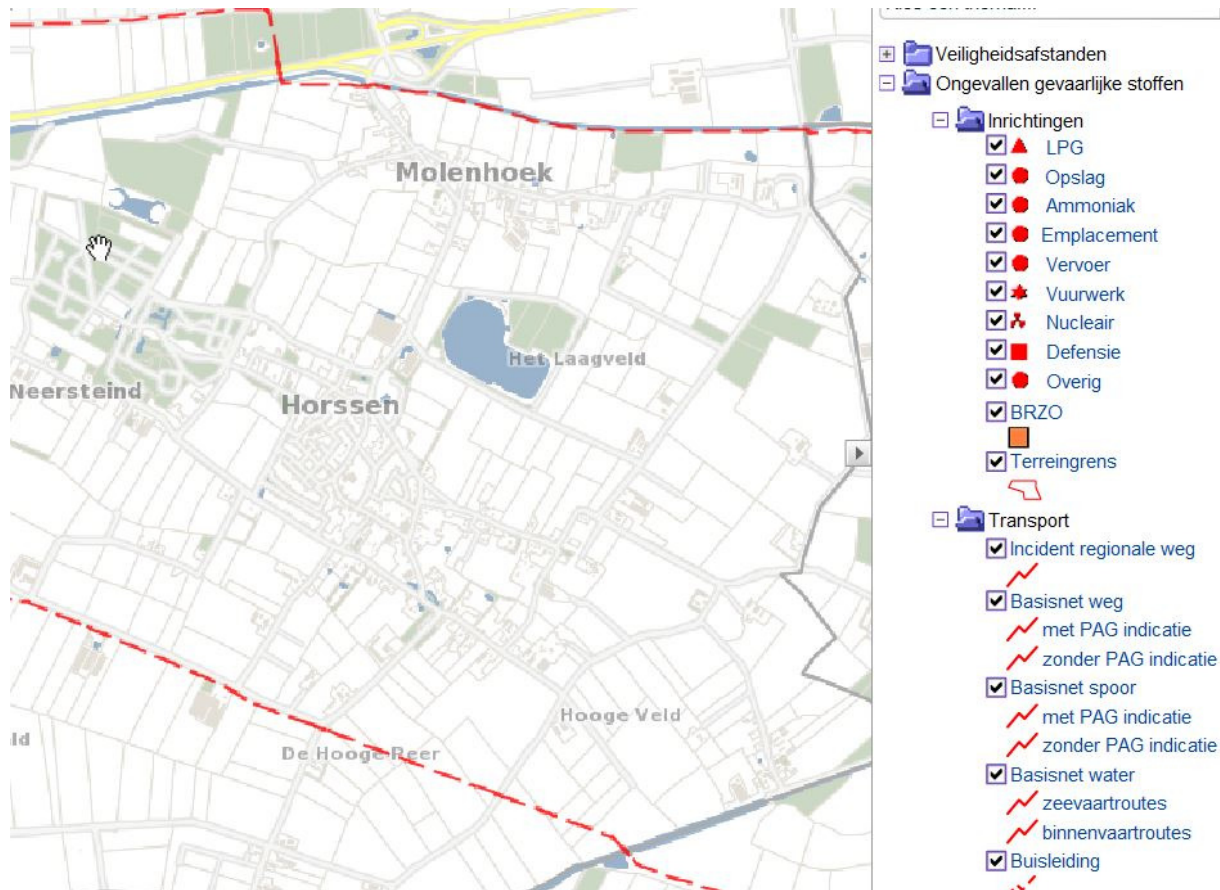 Molenhoek
Het Laagveld
Neersteind
Horssen
Hooge Veld
ld
De Hooge Reer
Veiligheidsafstanden
Ongevallen gevaarlijke stoffen
Inrichtingen
LPG
Opslag
Ammoniak
Emplacement
Vervoer
Vuurwerk
Nucleair
Defensie
Overig
BRZO
Terreingrens
Transport
Incident regionale weg
Basisnet weg
met PAG indicatie
zonder PAG indicatie
Basisnet spoor
met PAG indicatie
zonder PAG indicatie
Basisnet water
zeevaartroutes
binnenvaartroutes
Buisleiding